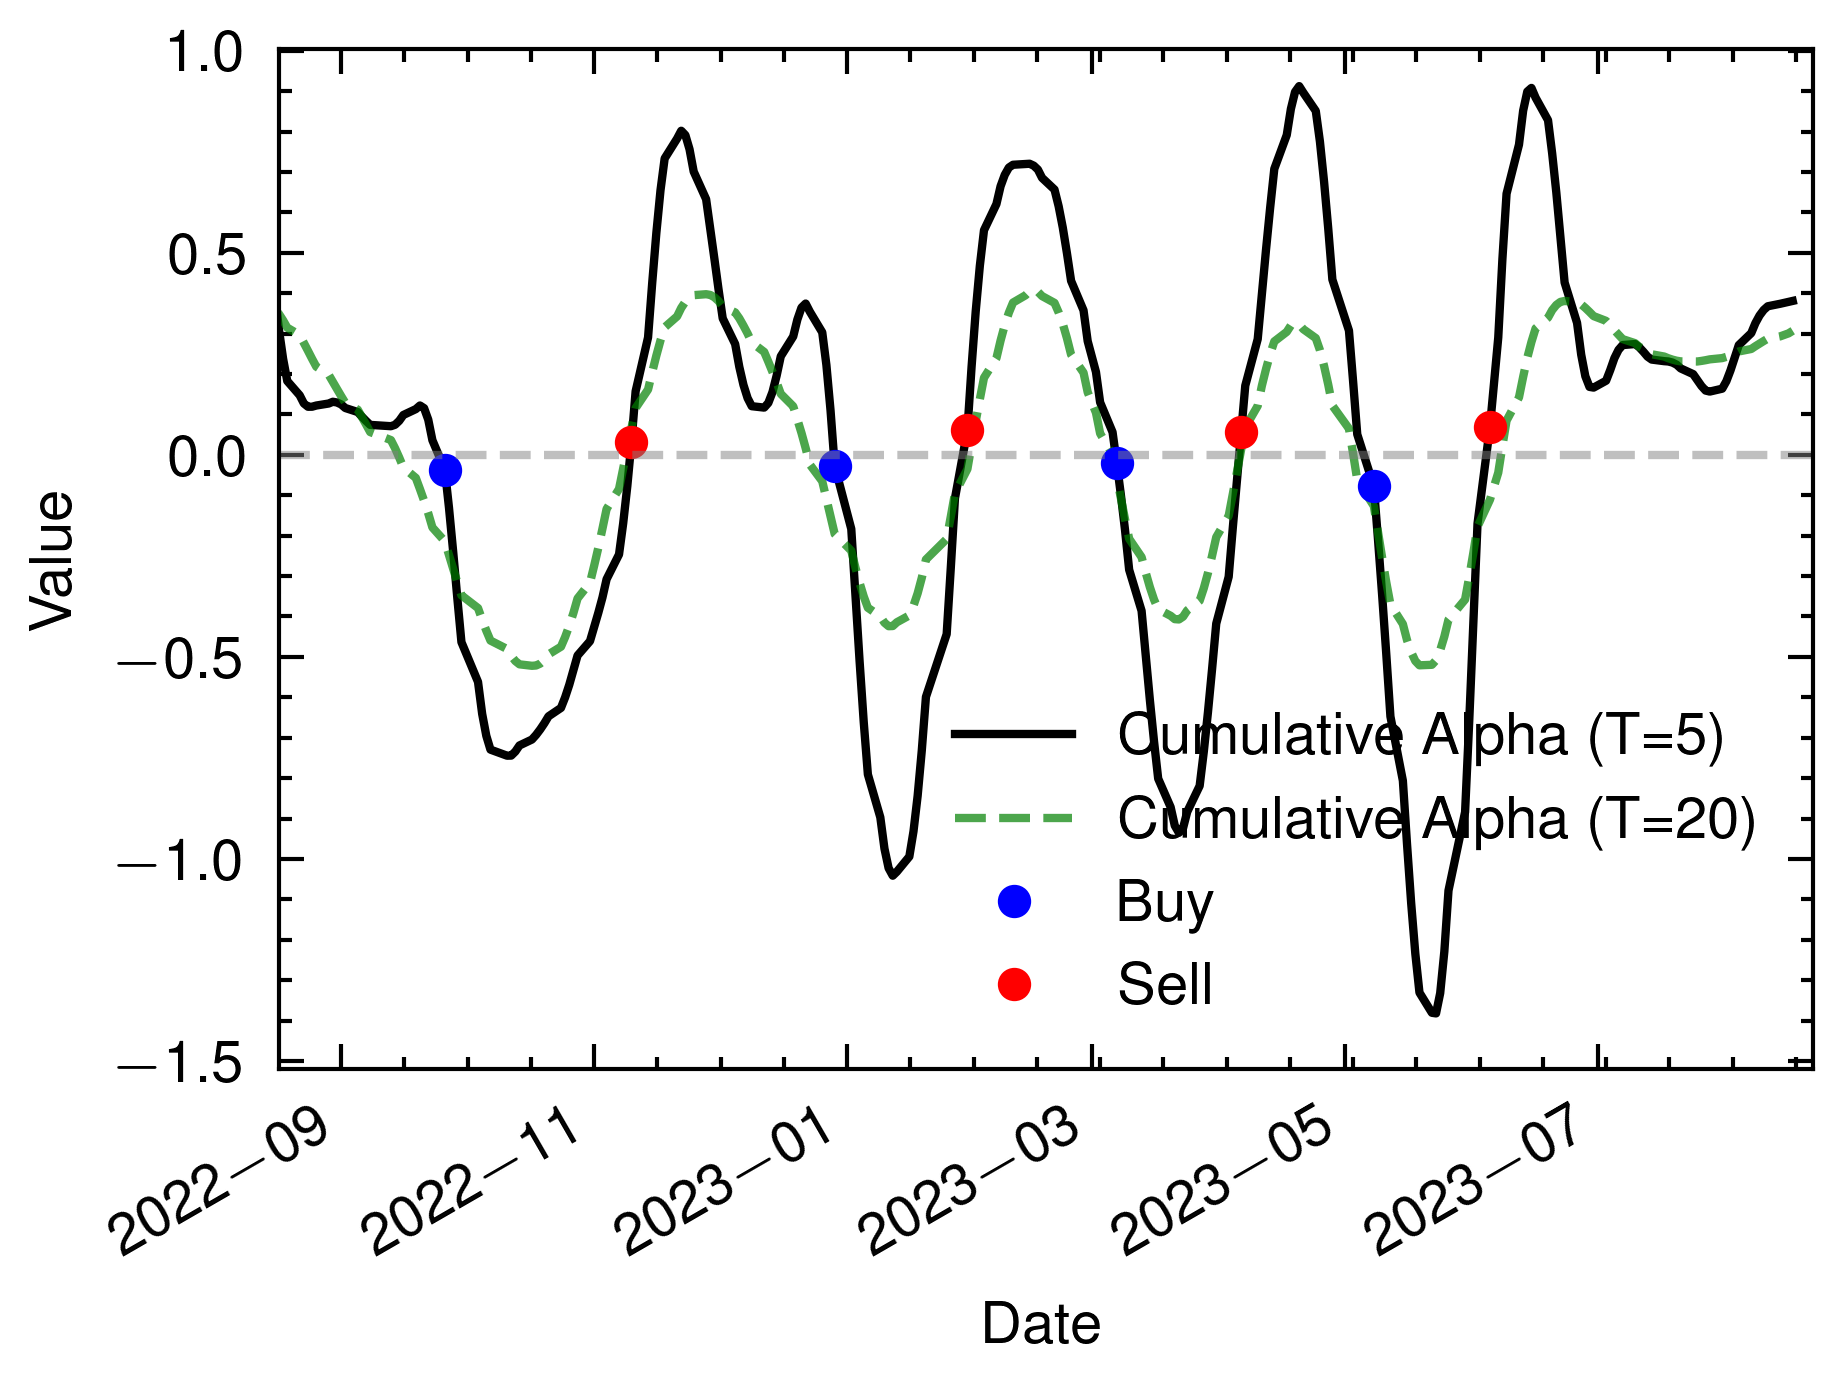 1.0
0.5
0.0
−0.5
−1.0
−1.5
Value
Cumulative Alpha (T=5)
Cumulative Alpha (T=20)
Buy
Sell
2022−09
2022−11
2023−01
2023−03
2023−05
2023−07
Date